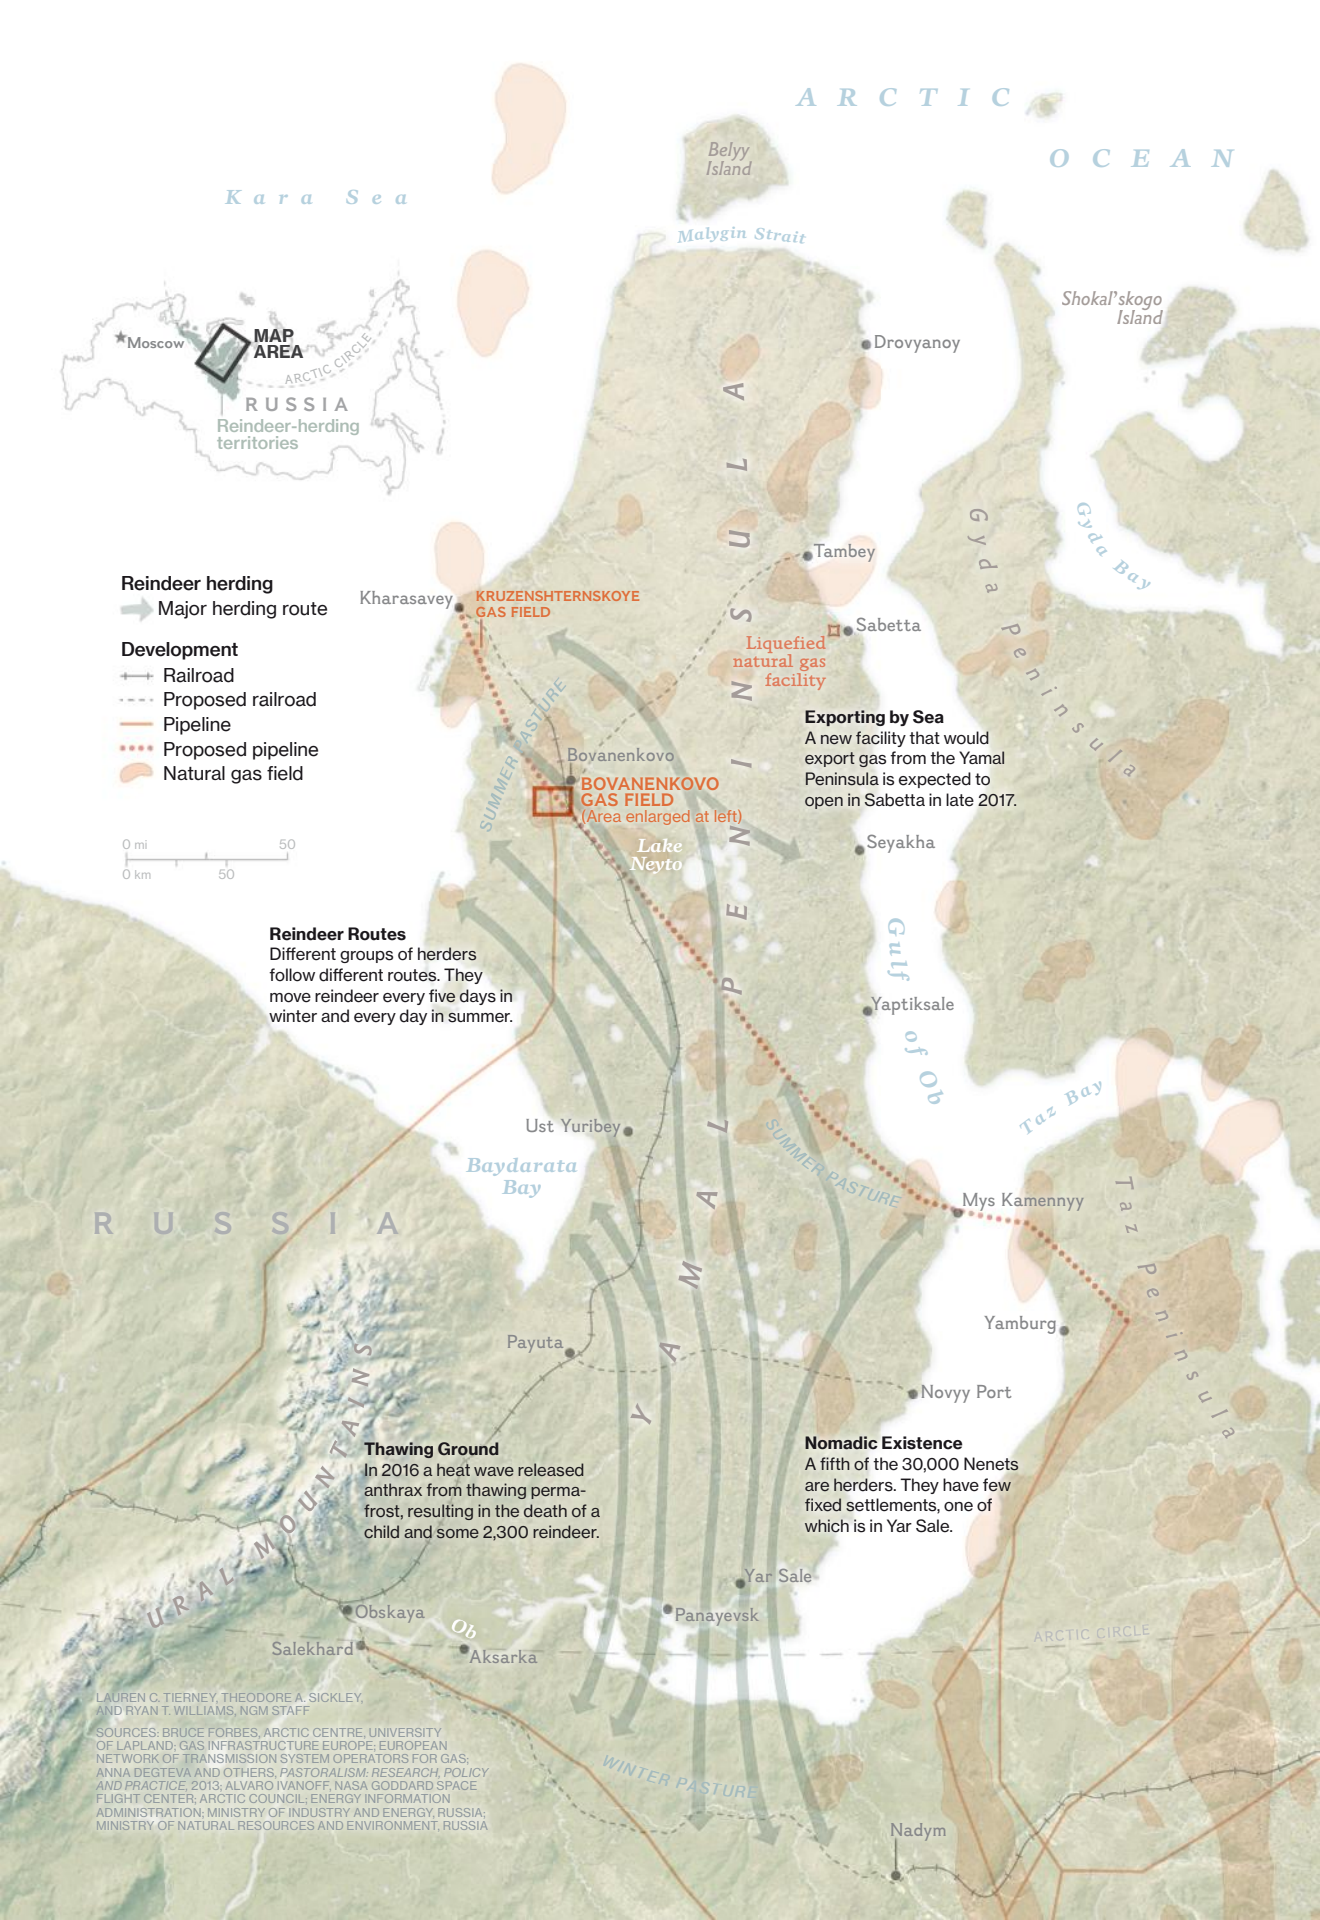 ARCTIC
OCEAN
Kara Sea
Belyy
Island
Malygin Strait
Shokal'skogo
Island
Moscow
MAP
AREA
ARCTIC CIRCLE
RUSSIA
Reindeer-herding
territories
Drovyanoy
Gyda Bay
Gyda Peninsula
Tambey
Reindeer herding
Major herding route
Development
Railroad
Proposed railroad
Pipeline
Proposed pipeline
Natural gas field
0 mi 50
0 km 50
Kharasavey
KRUZENSHTERNSKOYE
GAS FIELD
Sabetta
Liquefied
natural gas
facility
SUMMER PASTURE
Exporting by Sea
A new facility that would
export gas from the Yamal
Peninsula is expected to
open in Sabetta in late 2017.
Bovanenkovo
BOVANENKOVO
GAS FIELD
(Area enlarged at left)
Lake
Neyto
Seyakha
YAMAL PENINSULA
Reindeer Routes
Different groups of herders
follow different routes. They
move reindeer every five days in
winter and every day in summer.
Gulf of Ob
Yaptiksale
Taz Bay
Ust Yuribey
Baydarata
Bay
SUMMER PASTURE
RUSSIA
Mys Kamennyy
Taz Peninsula
Yamburg
Payuta
Novyy Port
URAL MOUNTAINS
Thawing Ground
In 2016 a heat wave released
anthrax from thawing perma-
frost, resulting in the death of a
child and some 2,300 reindeer.
Nomadic Existence
A fifth of the 30,000 Nenets
are herders. They have few
fixed settlements, one of
which is in Yar Sale.
Yar Sale
Panayevsk
Obskaya
Ob
Salekhard
Aksarka
ARCTIC CIRCLE
LAUREN C. TIERNEY, THEODORE A. SICKLEY,
AND RYAN T. WILLIAMS, NGM STAFF
SOURCES: BRUCE FORBES, ARCTIC CENTRE, UNIVERSITY
OF LAPLAND; GAS INFRASTRUCTURE EUROPE; EUROPEAN
NETWORK OF TRANSMISSION SYSTEM OPERATORS FOR GAS;
ANNA DEGTEVA AND OTHERS, PASTORALISM: RESEARCH, POLICY
AND PRACTICE, 2013; ALVARO IVANOFF, NASA GODDARD SPACE
FLIGHT CENTER; ARCTIC COUNCIL; ENERGY INFORMATION
ADMINISTRATION; MINISTRY OF INDUSTRY AND ENERGY, RUSSIA;
MINISTRY OF NATURAL RESOURCES AND ENVIRONMENT, RUSSIA
WINTER PASTURE
Nadym